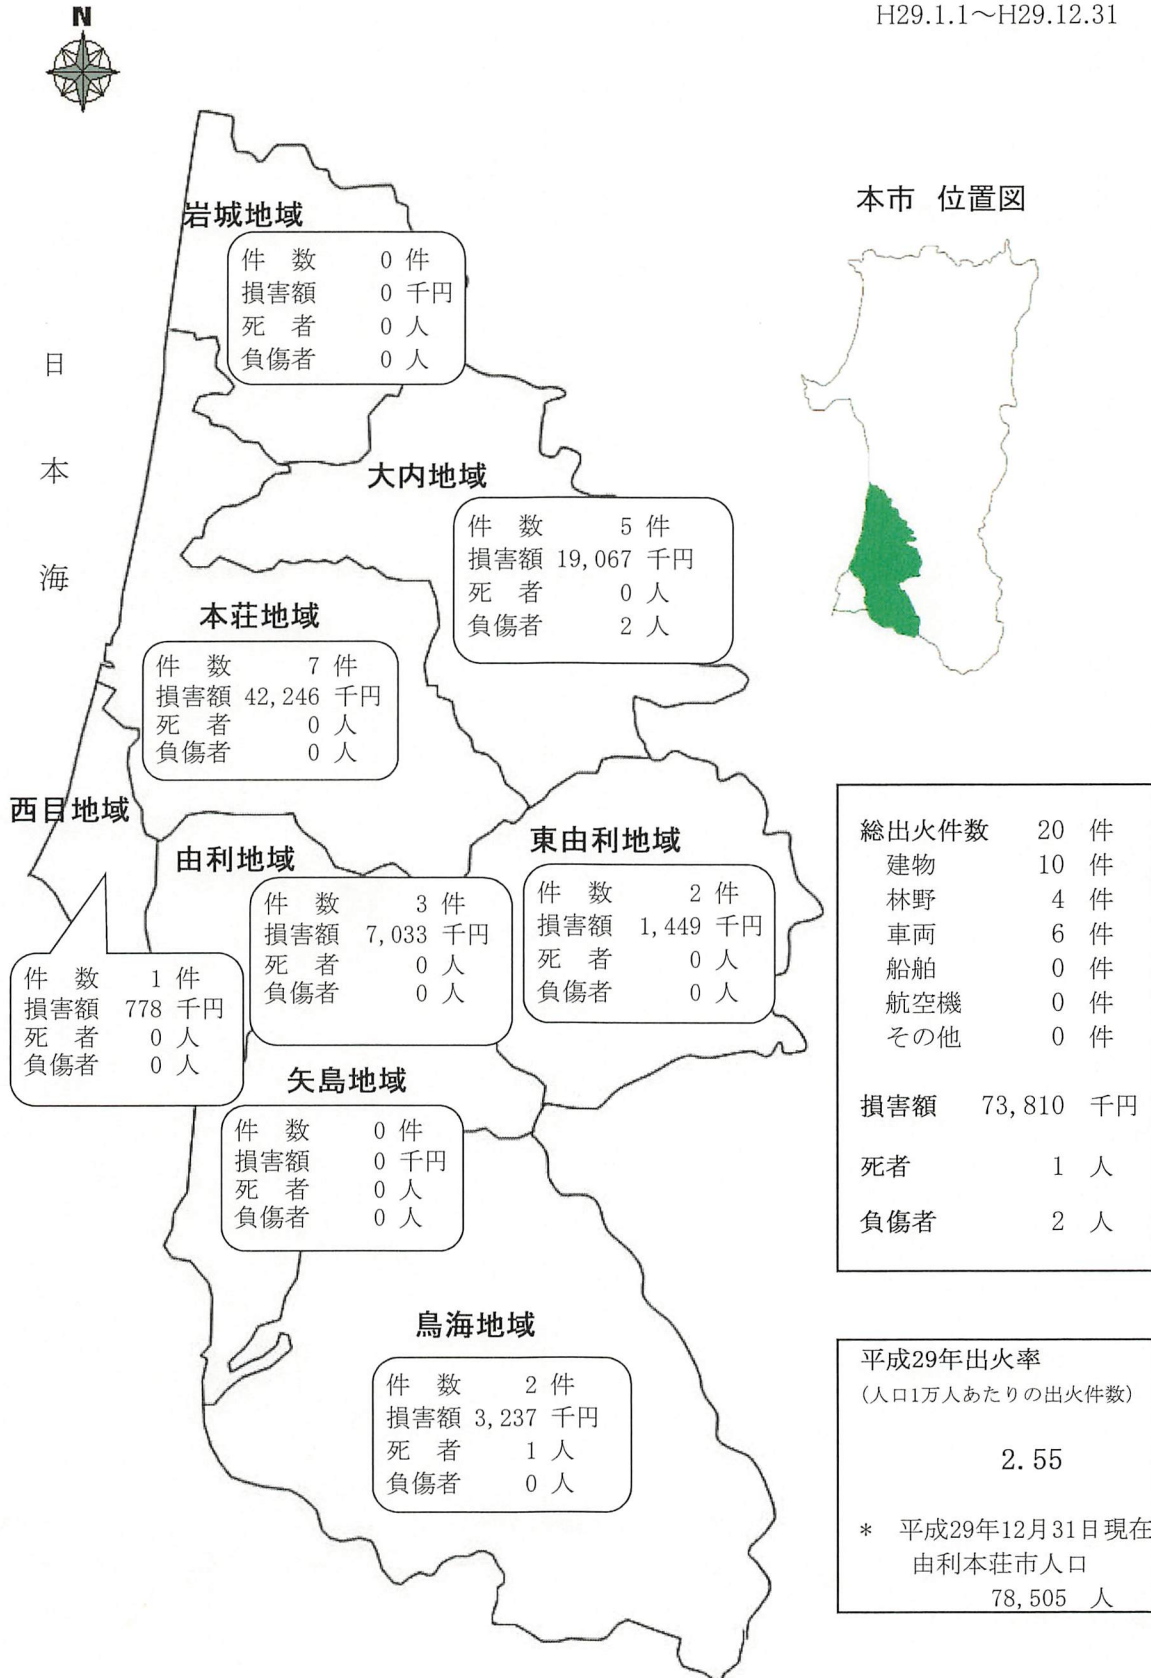 N
H29.1.1～H29.12.31
本市 位置図
日本海
岩城地域
件 数 0 件
損害額 0 千円
死 者 0 人
負傷者 0 人
大内地域
件 数 5 件
損害額 19,067 千円
死 者 0 人
負傷者 2 人
本荘地域
件 数 7 件
損害額 42,246 千円
死 者 0 人
負傷者 0 人
西目地域
件 数 1 件
損害額 778 千円
死 者 0 人
負傷者 0 人
由利地域
件 数 3 件
損害額 7,033 千円
死 者 0 人
負傷者 0 人
東由利地域
件 数 2 件
損害額 1,449 千円
死 者 0 人
負傷者 0 人
矢島地域
件 数 0 件
損害額 0 千円
死 者 0 人
負傷者 0 人
鳥海地域
件 数 2 件
損害額 3,237 千円
死 者 1 人
負傷者 0 人
総出火件数 20 件
建物 10 件
林野 4 件
車両 6 件
船舶 0 件
航空機 0 件
その他 0 件
損害額 73,810 千円
死者 1 人
負傷者 2 人
平成29年出火率
(人口1万人あたりの出火件数)
2.55
* 平成29年12月31日現在
由利本荘市人口
78,505 人